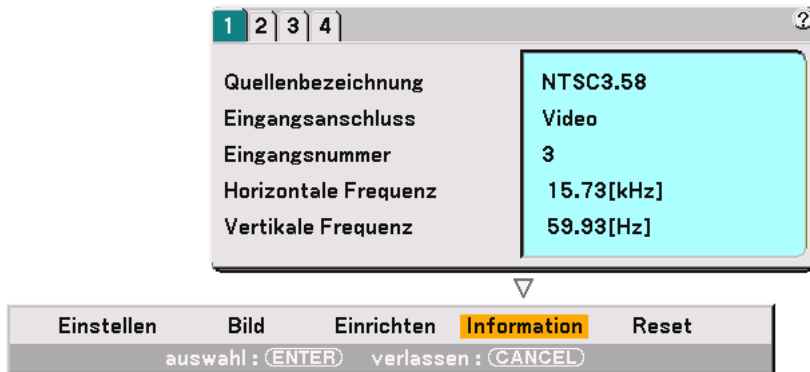 1 2 3 4 ?
Quellenbezeichnung NTSC3.58
Eingangsanschluss Video
Eingangsnummer 3
Horizontale Frequenz 15.73[kHz]
Vertikale Frequenz 59.93[Hz]
Einstellen Bild Einrichten Information Reset
auswahl : (ENTER) verlassen : (CANCEL)